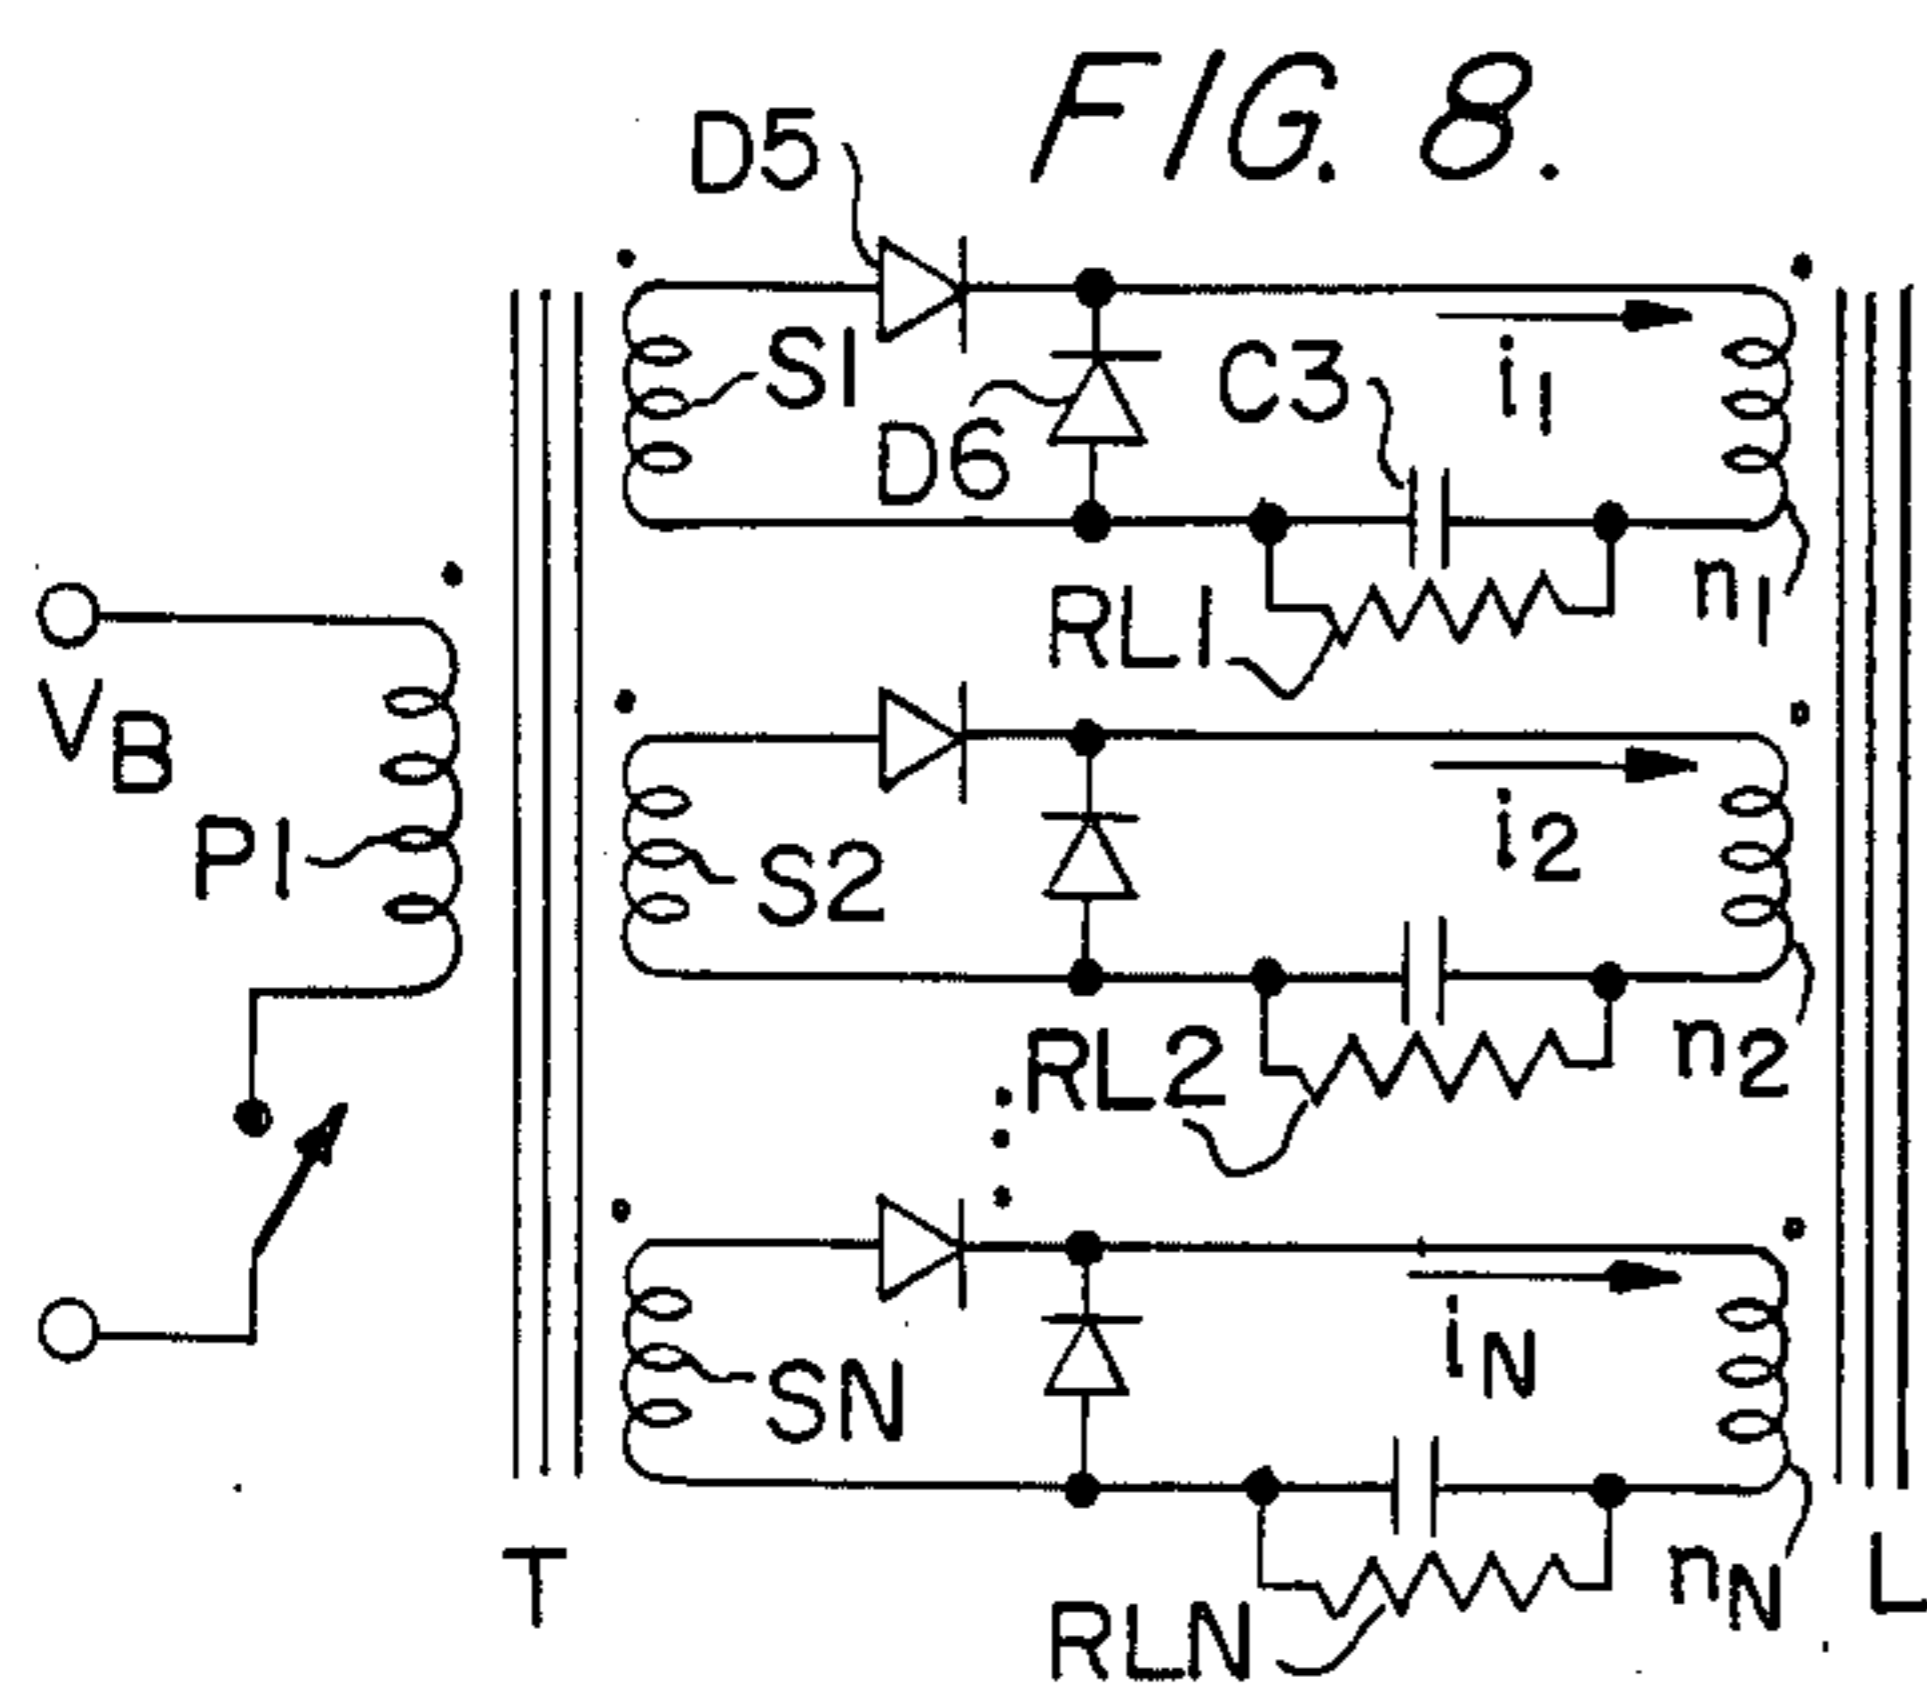 FIG. 8.
D5
S1
D6
C3
i1
n1
RL1
VB
P1
S2
i2
n2
RL2
SN
iN
nN
RLN
T
L